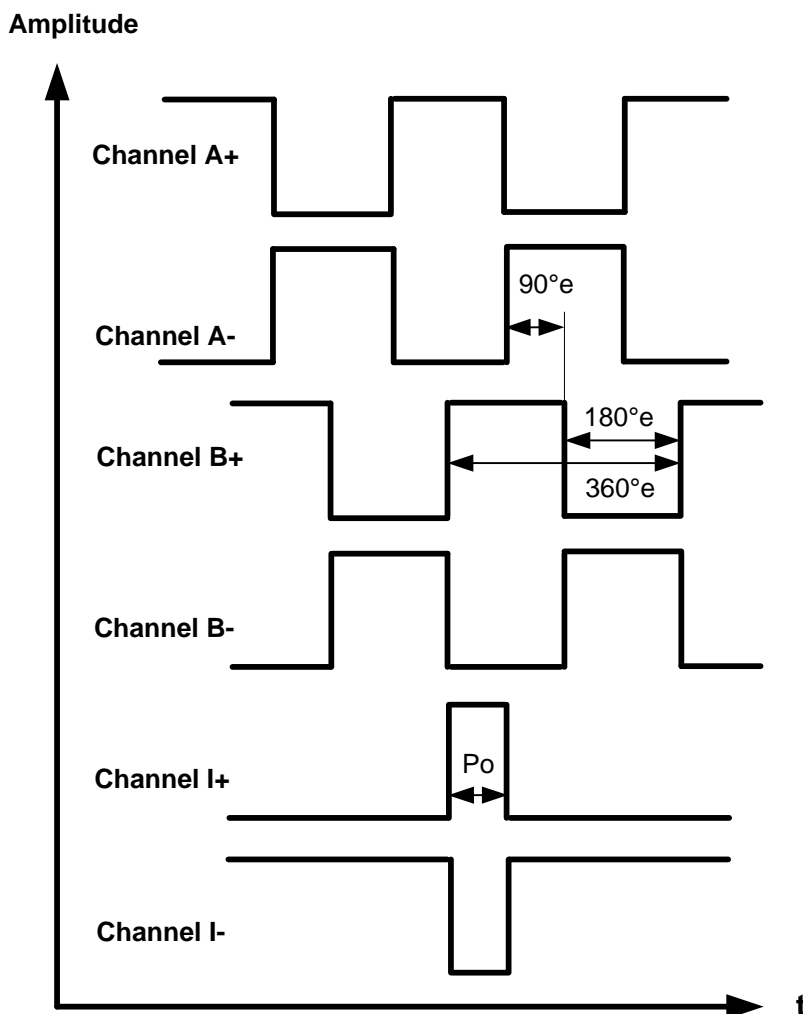 Amplitude
Channel A+
90°e
Channel A-
180°e
Channel B+
360°e
Channel B-
Po
Channel I+
Channel I-
t